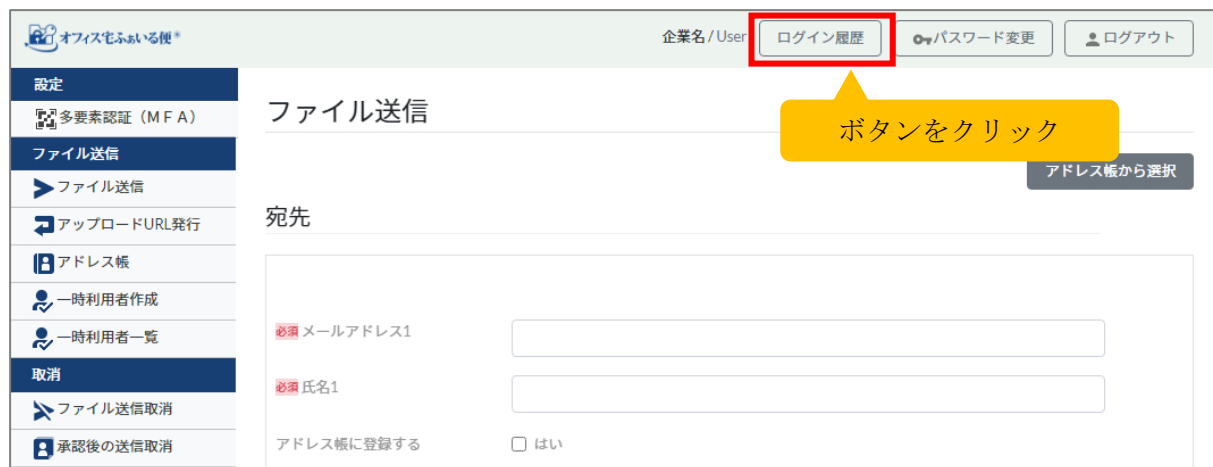 オフィス宅ふぁいる便
企業名/User
ログイン履歴
パスワード変更
ログアウト
設定
多要素認証（ＭＦＡ）
ファイル送信
ファイル送信
アップロードURL発行
アドレス帳
一時利用者作成
一時利用者一覧
取消
ファイル送信取消
承認後の送信取消
ファイル送信
ボタンをクリック
アドレス帳から選択
宛先
必須 メールアドレス1
必須 氏名1
アドレス帳に登録する
はい